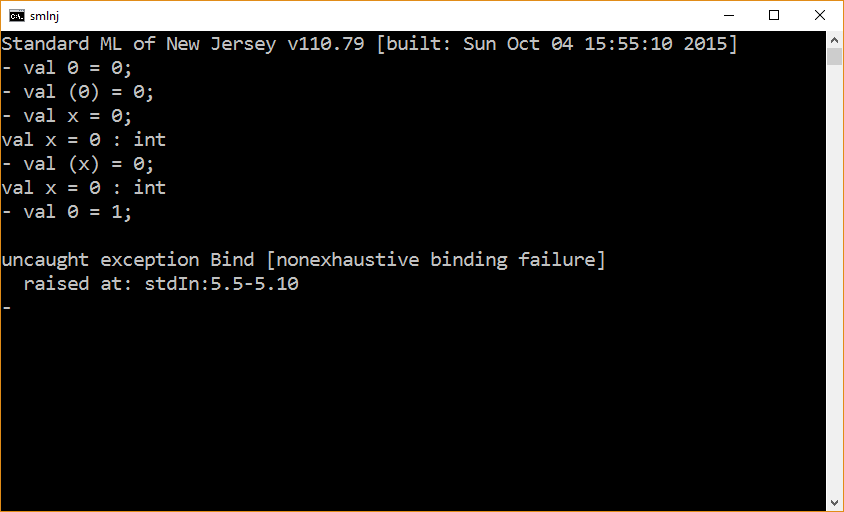 smlnj
Standard ML of New Jersey v110.79 [built: Sun Oct 04 15:55:10 2015]
- val 0 = 0;
- val (0) = 0;
- val x = 0;
val x = 0 : int
- val (x) = 0;
val x = 0 : int
- val 0 = 1;
uncaught exception Bind [nonexhaustive binding failure]
  raised at: stdIn:5.5-5.10
-